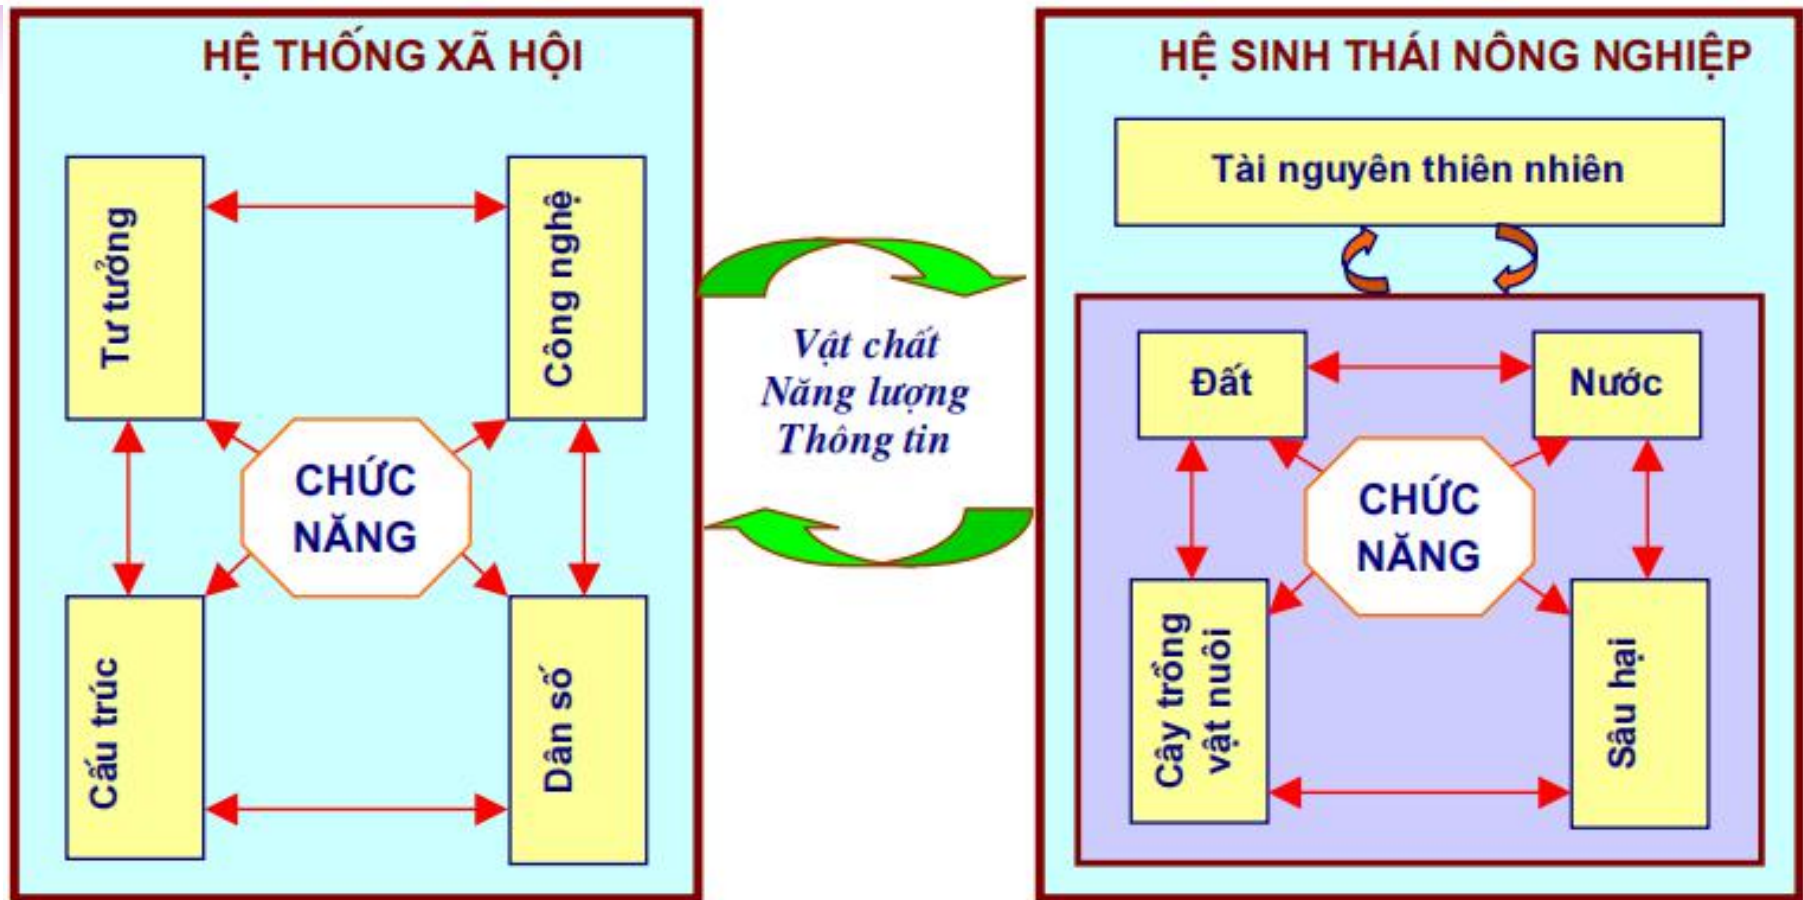 HỆ THỐNG XÃ HỘI
Tư tưởng
Công nghệ
CHỨC
NĂNG
Cấu trúc
Dân số
Vật chất
Năng lượng
Thông tin
HỆ SINH THÁI NÔNG NGHIỆP
Tài nguyên thiên nhiên
Đất
Nước
CHỨC
NĂNG
Cây trồng
vật nuôi
Sâu hại